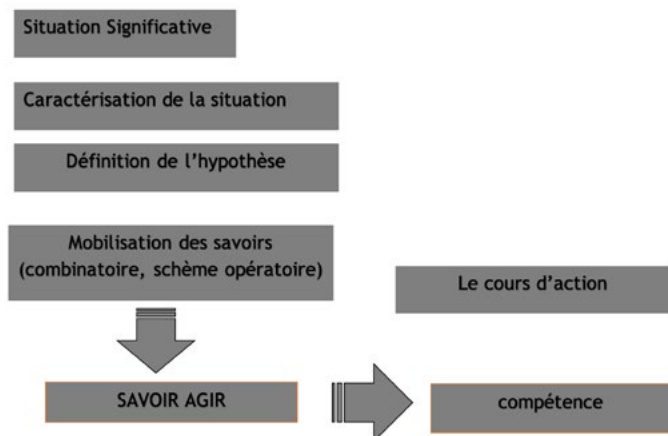 Situation Significative
Caractérisation de la situation
Définition de l'hypothèse
Mobilisation des savoirs
(combinatoire, schème opératoire)
Le cours d'action
SAVOIR AGIR
compétence